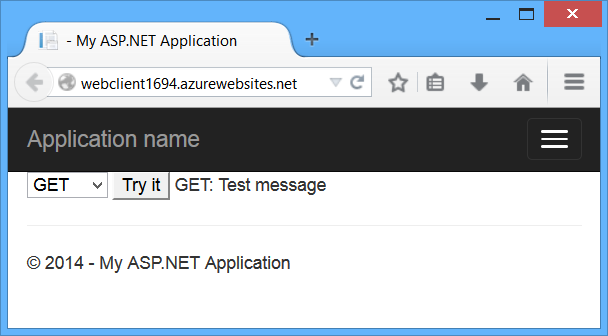 - My ASP.NET Application
webclient1694.azurewebsites.net
Application name
GET Try it GET: Test message
© 2014 - My ASP.NET Application